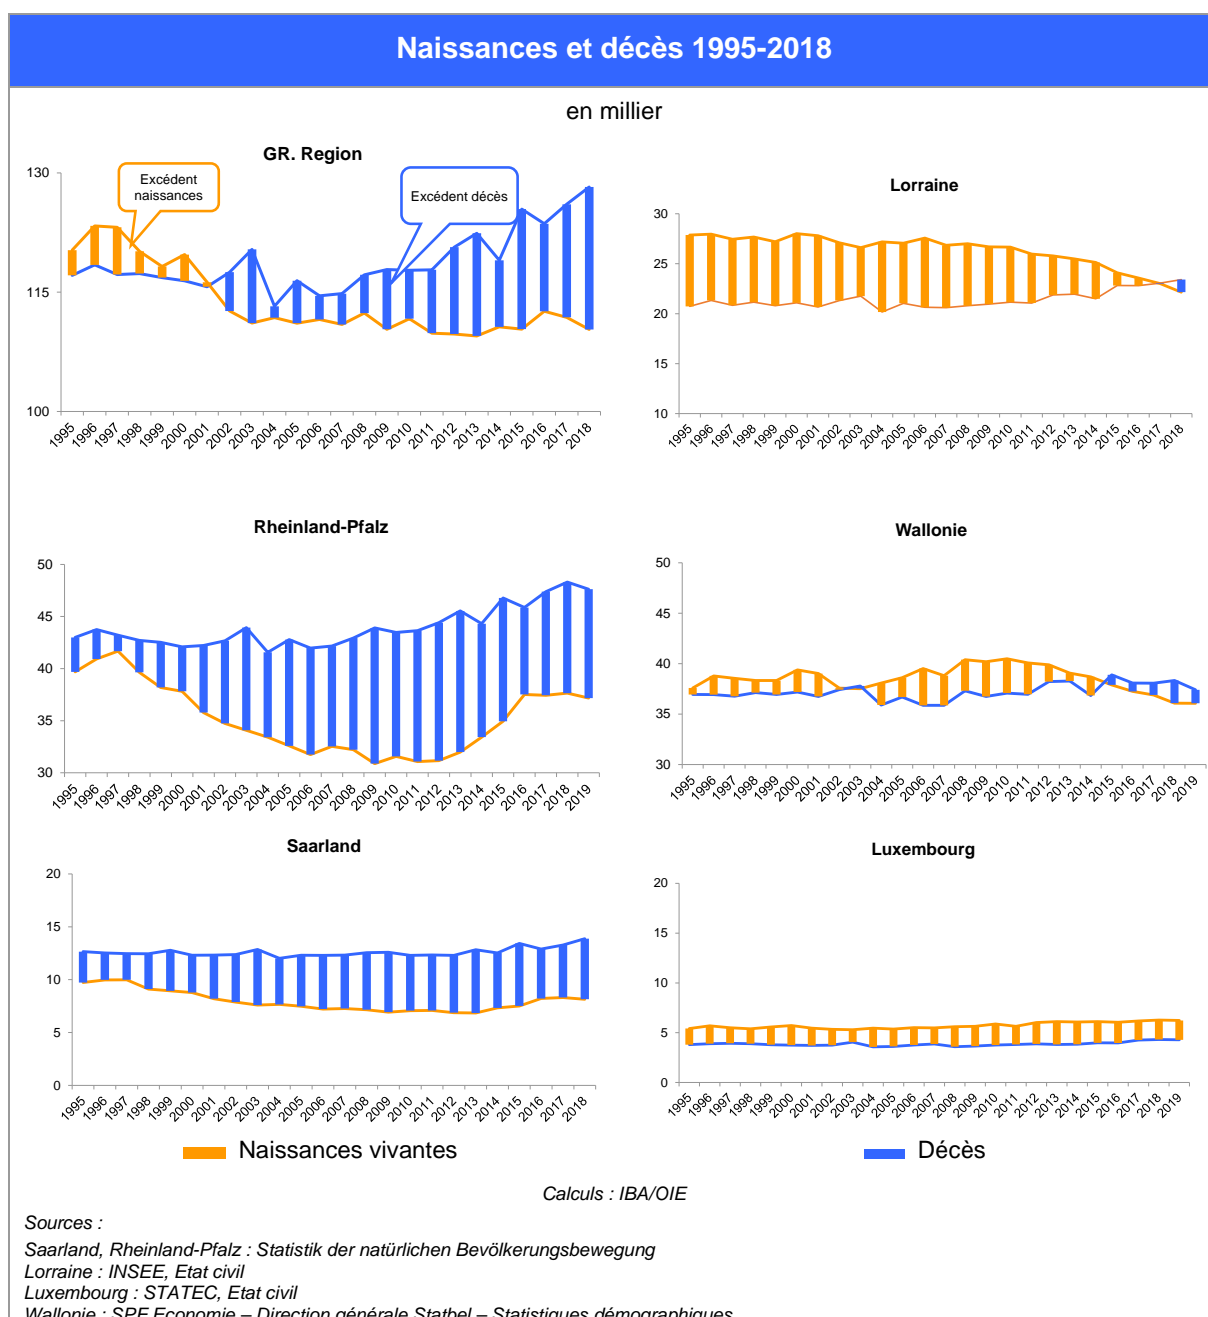 Naissances et décès 1995-2018
en millier
GR. Region
130
115
100
Excédent
naissances
Excédent décès
1995 1996 1997 1998 1999 2000 2001 2002 2003 2004 2005 2006 2007 2008 2009 2010 2011 2012 2013 2014 2015 2016 2017 2018
Lorraine
30
25
20
15
10
1995 1996 1997 1998 1999 2000 2001 2002 2003 2004 2005 2006 2007 2008 2009 2010 2011 2012 2013 2014 2015 2016 2017 2018
Rheinland-Pfalz
50
45
40
35
30
1995 1996 1997 1998 1999 2000 2001 2002 2003 2004 2005 2006 2007 2008 2009 2010 2011 2012 2013 2014 2015 2016 2017 2018 2019
Wallonie
50
45
40
35
30
1995 1996 1997 1998 1999 2000 2001 2002 2003 2004 2005 2006 2007 2008 2009 2010 2011 2012 2013 2014 2015 2016 2017 2018 2019
Saarland
20
15
10
5
0
1995 1996 1997 1998 1999 2000 2001 2002 2003 2004 2005 2006 2007 2008 2009 2010 2011 2012 2013 2014 2015 2016 2017 2018
Luxembourg
20
15
10
5
0
1995 1996 1997 1998 1999 2000 2001 2002 2003 2004 2005 2006 2007 2008 2009 2010 2011 2012 2013 2014 2015 2016 2017 2018 2019
Naissances vivantes
Décès
Calculs : IBA/OIE
Sources :
Saarland, Rheinland-Pfalz : Statistik der natürlichen Bevölkerungsbewegung
Lorraine : INSEE, Etat civil
Luxembourg : STATEC, Etat civil
Wallonie : SPF Economie – Direction générale Statbel – Statistiques démographiques